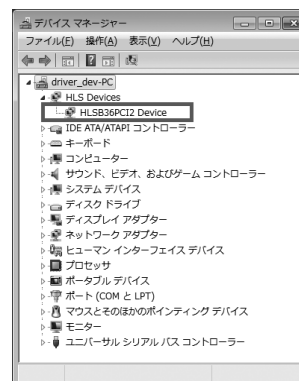 デバイス マネージャー
ファイル(F) 操作(A) 表示(V) ヘルプ(H)
driver_dev-PC
HLS Devices
HLSB36PCI2 Device
IDE ATA/ATAPI コントローラー
キーボード
コンピューター
サウンド、ビデオ、およびゲーム コントローラー
システム デバイス
ディスク ドライブ
ディスプレイ アダプター
ネットワーク アダプター
ヒューマン インターフェイス デバイス
プロセッサ
ポータブル デバイス
ポート (COM と LPT)
マウスとそのほかのポインティング デバイス
モニター
ユニバーサル シリアル バス コントローラー